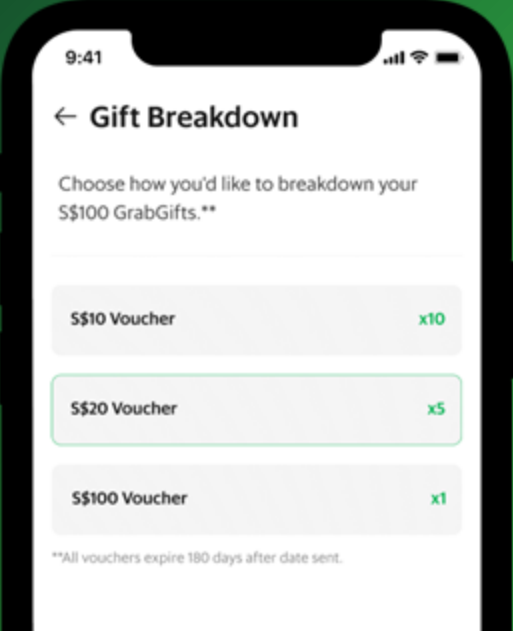 9:41
← Gift Breakdown
Choose how you'd like to breakdown your
S$100 GrabGifts.**
S$10 Voucher x10
S$20 Voucher x5
S$100 Voucher x1
**All vouchers expire 180 days after date sent.